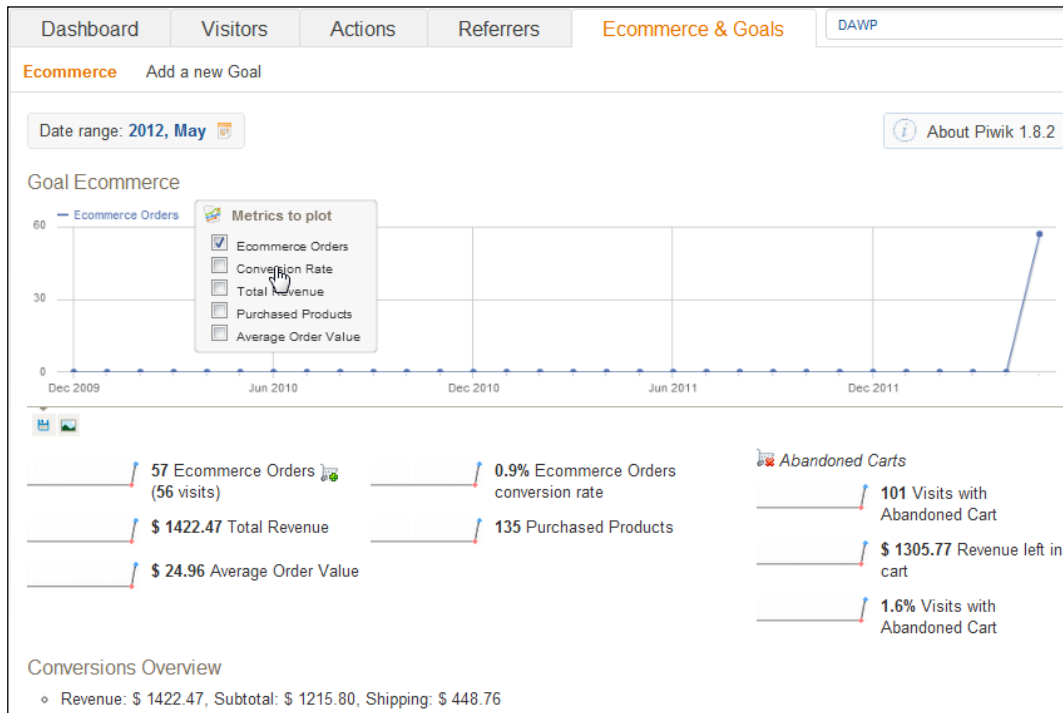 Dashboard Visitors Actions Referrers Ecommerce & Goals DAWP
Ecommerce Add a new Goal
Date range: 2012, May About Piwik 1.8.2
Goal Ecommerce
Ecommerce Orders
Metrics to plot
Ecommerce Orders
Conversion Rate
Total Revenue
Purchased Products
Average Order Value
60
30
0
Dec 2009 Jun 2010 Dec 2010 Jun 2011 Dec 2011
57 Ecommerce Orders
(56 visits)
$ 1422.47 Total Revenue
$ 24.96 Average Order Value
0.9% Ecommerce Orders
conversion rate
135 Purchased Products
Abandoned Carts
101 Visits with
Abandoned Cart
$ 1305.77 Revenue left in
cart
1.6% Visits with
Abandoned Cart
Conversions Overview
Revenue: $ 1422.47, Subtotal: $ 1215.80, Shipping: $ 448.76